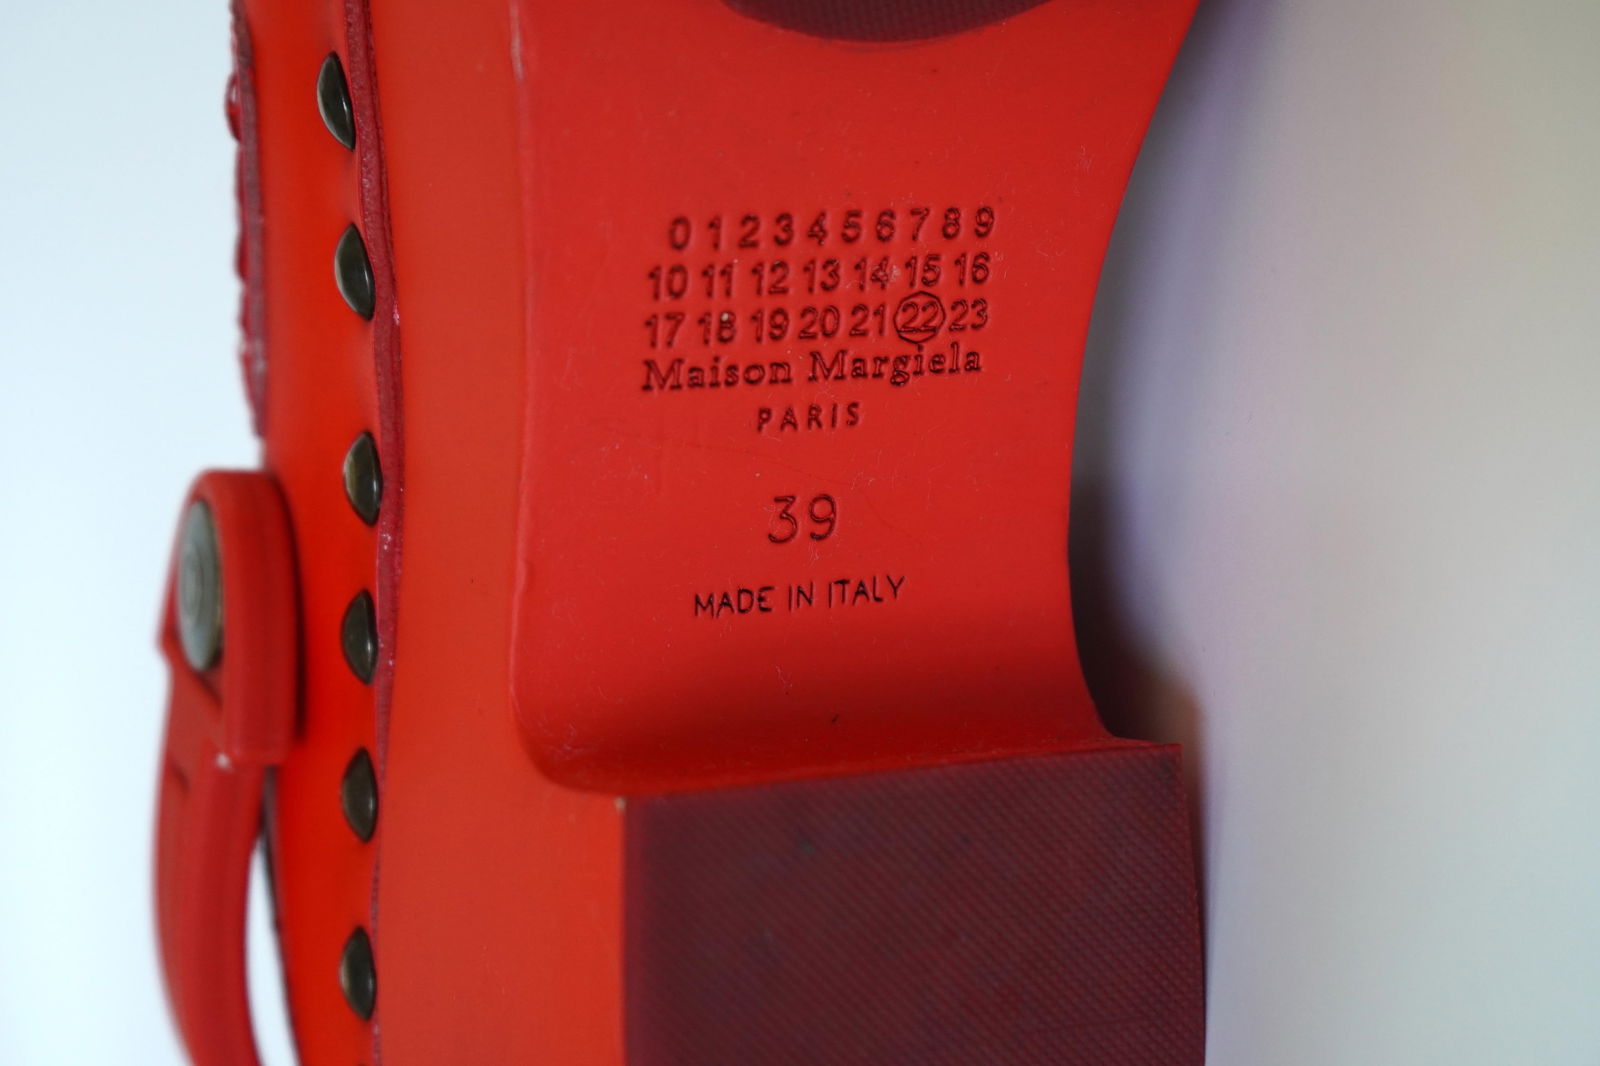 0 1 2 3 4 5 6 7 8 9
10 11 12 13 14 15 16
17 18 19 20 21 22 23
Maison Margiela
PARIS
39
MADE IN ITALY